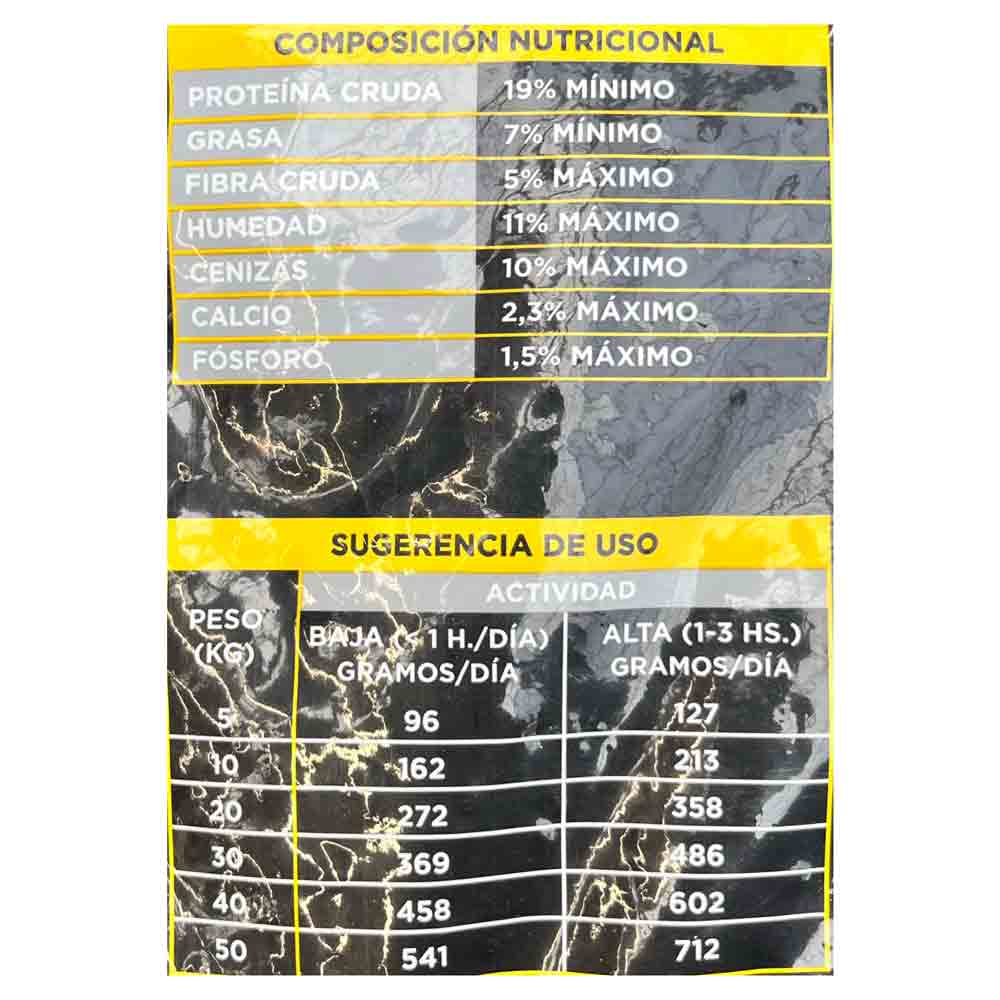 COMPOSICIÓN NUTRICIONAL
PROTEÍNA CRUDA 19% MÍNIMO
GRASA 7% MÍNIMO
FIBRA CRUDA 5% MÁXIMO
HUMEDAD 11% MÁXIMO
CENIZAS 10% MÁXIMO
CALCIO 2,3% MÁXIMO
FÓSFORO 1,5% MÁXIMO
SUGERENCIA DE USO
ACTIVIDAD
PESO (KG) BAJA (< 1 H./DÍA) GRAMOS/DÍA ALTA (1-3 HS.) GRAMOS/DÍA
5 96 127
10 162 213
20 272 358
30 369 486
40 458 602
50 541 712